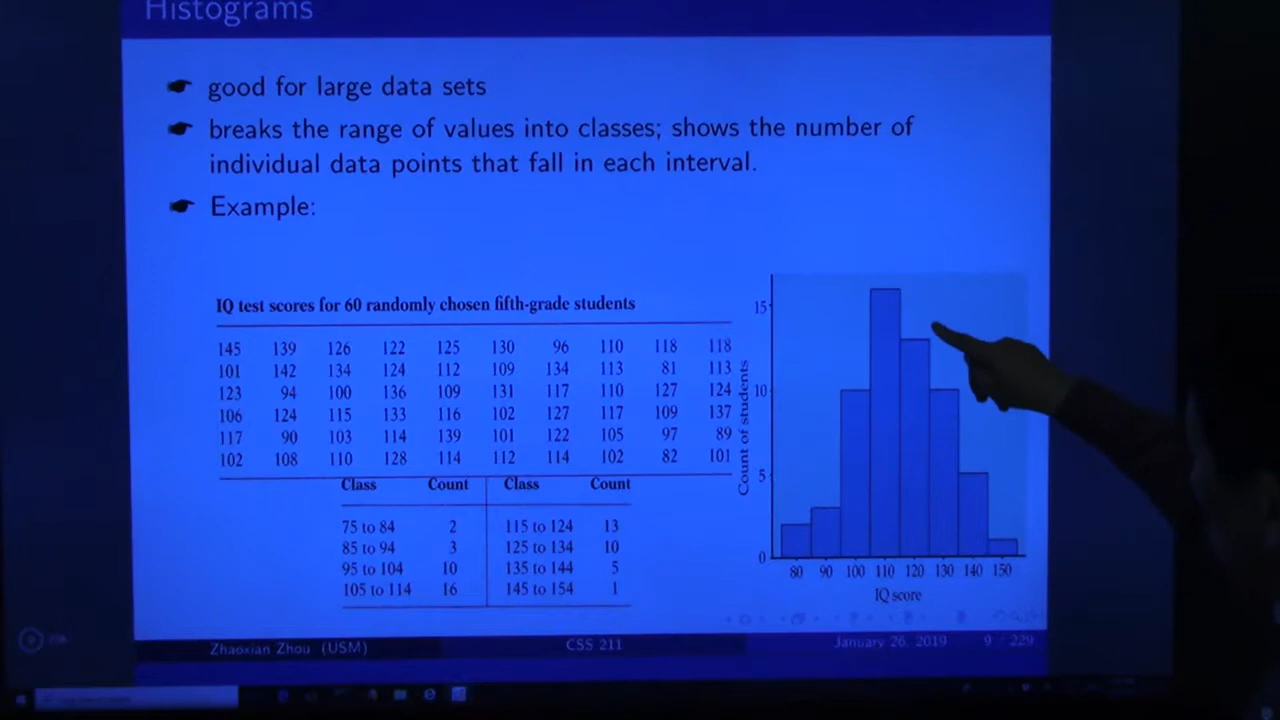 Histograms
good for large data sets
breaks the range of values into classes; shows the number of
individual data points that fall in each interval.
Example:
IQ test scores for 60 randomly chosen fifth-grade students
145 139 126 122 125 130 96 110 118 118
101 142 134 124 112 109 134 113 81 113
123 94 100 136 109 131 117 110 127 124
106 124 115 133 116 102 127 117 109 137
117 90 103 114 139 101 122 105 97 89
102 108 110 128 114 112 114 102 82 101
Class Count Class Count
75 to 84 2 115 to 124 13
85 to 94 3 125 to 134 10
95 to 104 10 135 to 144 5
105 to 114 16 145 to 154 1
Count of students
15
10
5
0
80 90 100 110 120 130 140 150
IQ score
Zhaoxian Zhou (USM) CSS 211 January 26, 2019 9 / 229